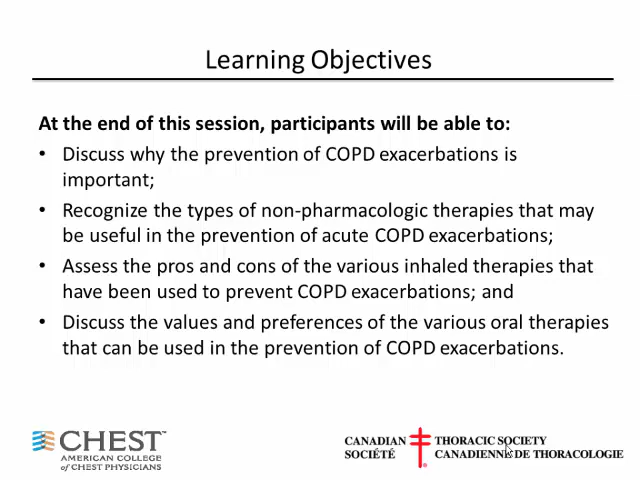 Learning Objectives
At the end of this session, participants will be able to:
• Discuss why the prevention of COPD exacerbations is
important;
• Recognize the types of non-pharmacologic therapies that may
be useful in the prevention of acute COPD exacerbations;
• Assess the pros and cons of the various inhaled therapies that
have been used to prevent COPD exacerbations; and
• Discuss the values and preferences of the various oral therapies
that can be used in the prevention of COPD exacerbations.
CHEST™
AMERICAN COLLEGE
of CHEST PHYSICIANS
CANADIAN THORACIC SOCIETY
SOCIÉTÉ CANADIENNE DE THORACOLOGIE